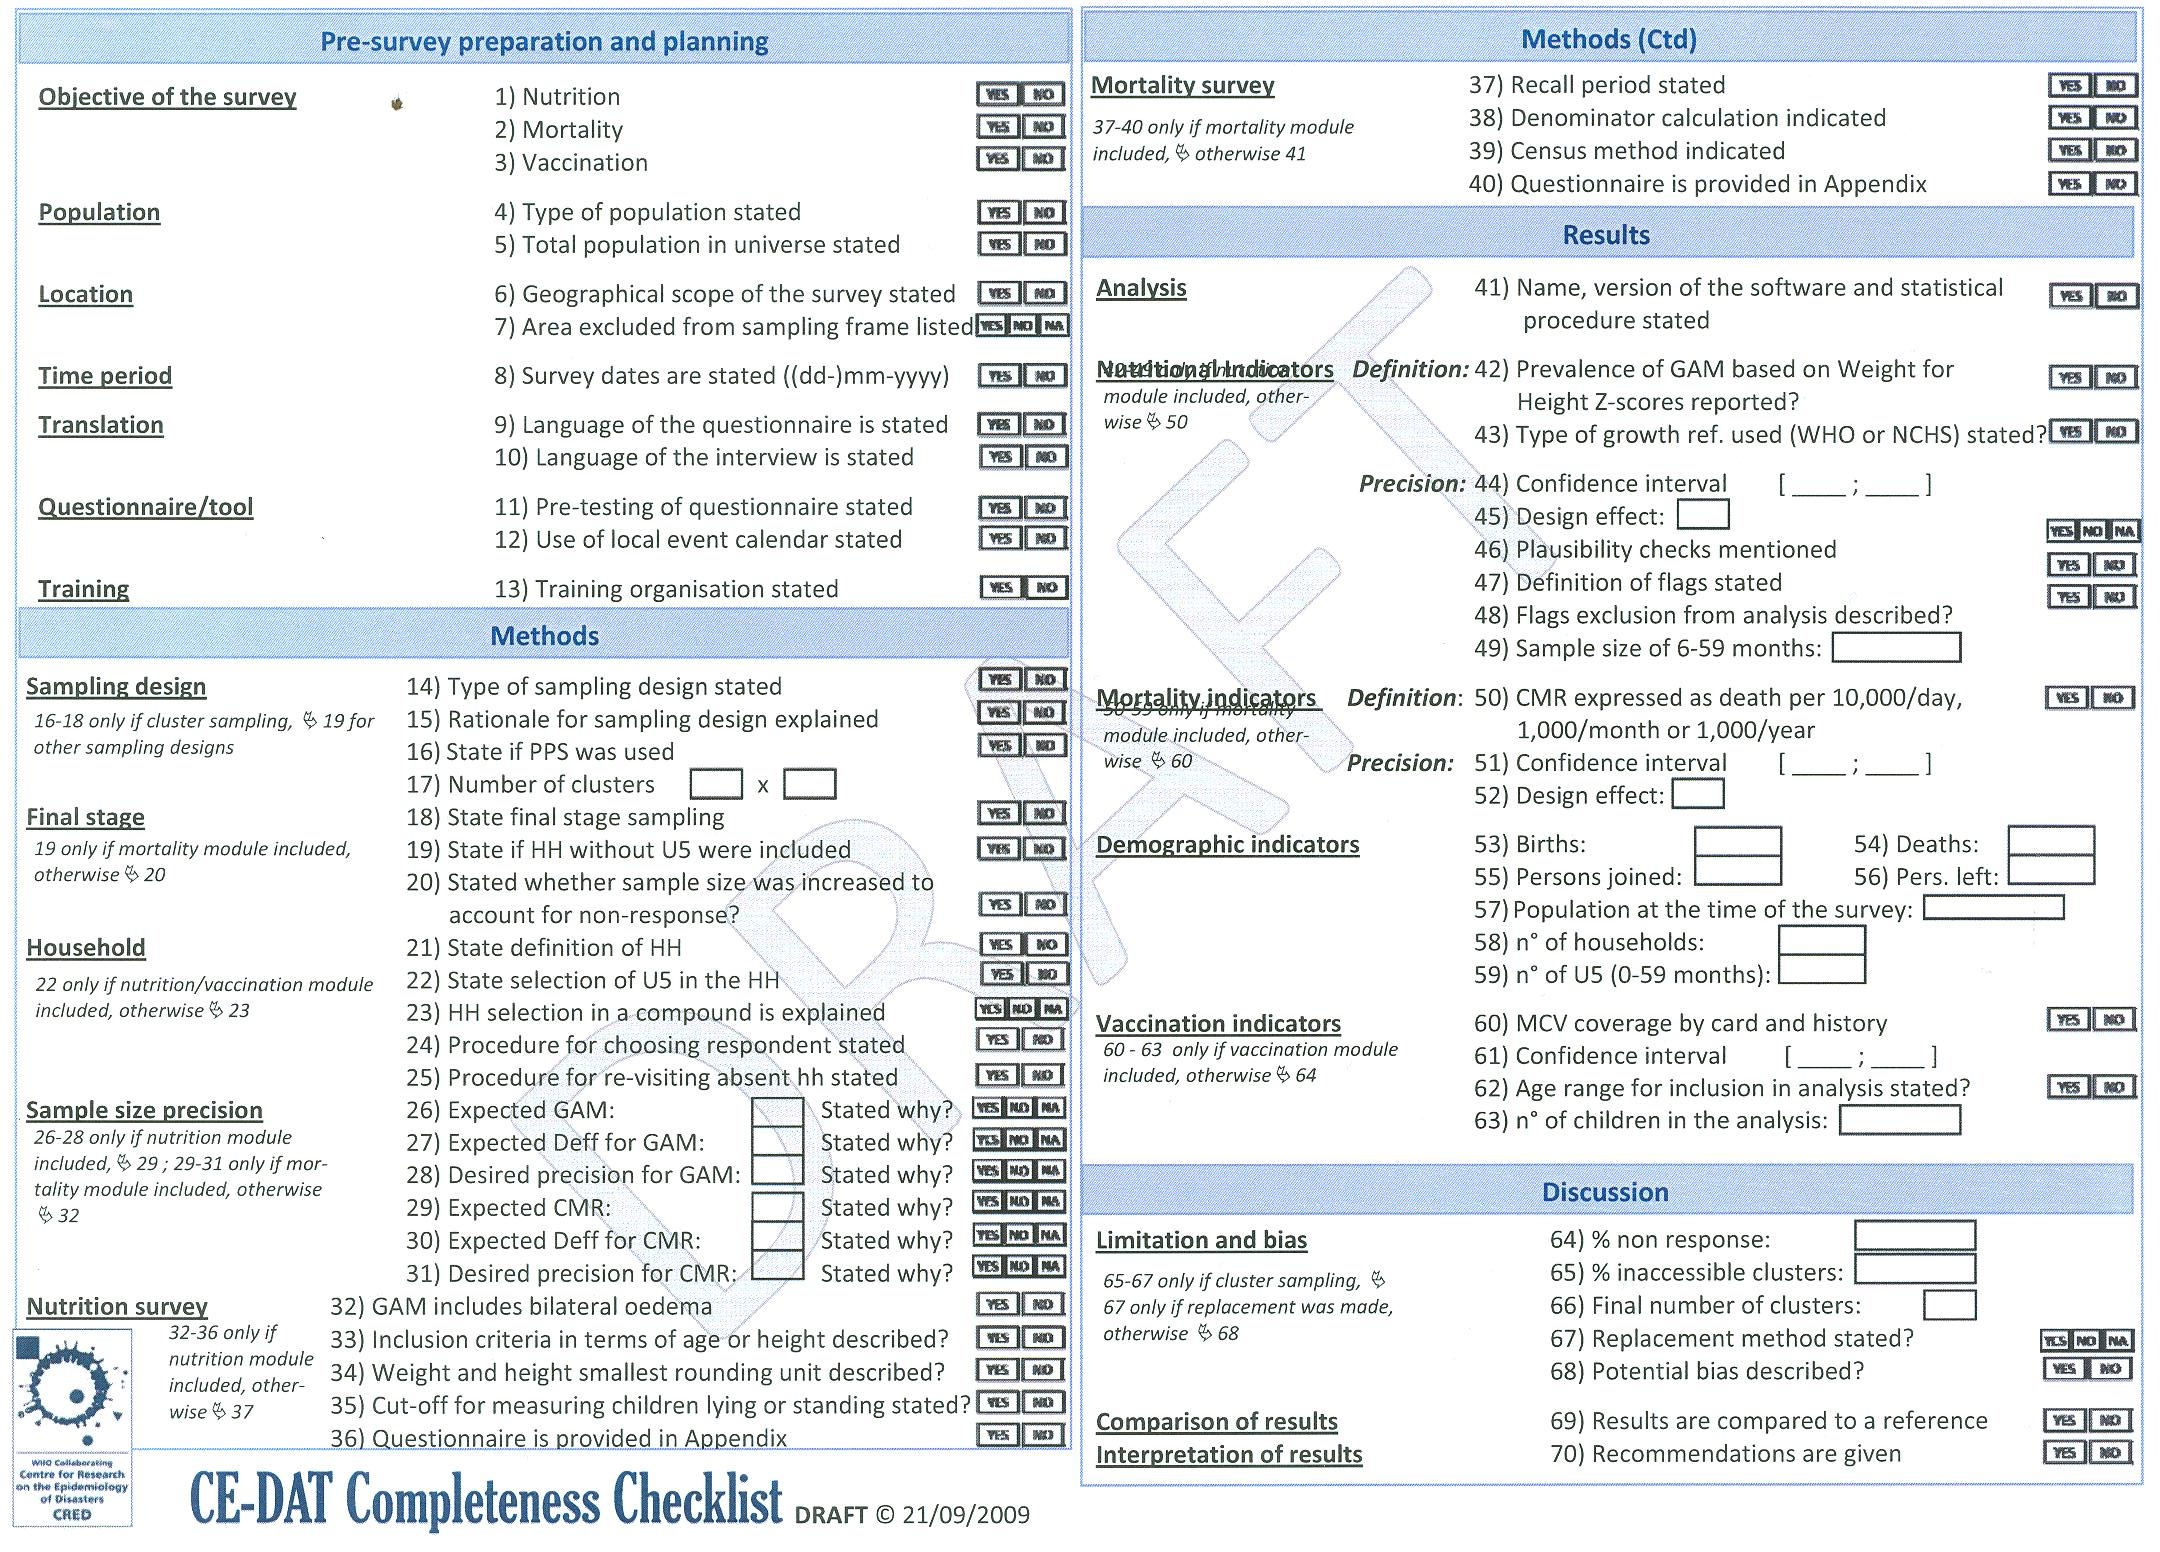 Pre-survey preparation and planning
Objective of the survey 1) Nutrition YES NO
2) Mortality YES NO
3) Vaccination YES NO
Population 4) Type of population stated YES NO
5) Total population in universe stated YES NO
Location 6) Geographical scope of the survey stated YES NO
7) Area excluded from sampling frame listed YES NO NA
Time period 8) Survey dates are stated ((dd-)mm-yyyy) YES NO
Translation 9) Language of the questionnaire is stated YES NO
10) Language of the interview is stated YES NO
Questionnaire/tool 11) Pre-testing of questionnaire stated YES NO
12) Use of local event calendar stated YES NO
Training 13) Training organisation stated YES NO
Methods
Sampling design 14) Type of sampling design stated YES NO
16-18 only if cluster sampling, 19 for 15) Rationale for sampling design explained YES NO
other sampling designs 16) State if PPS was used YES NO
17) Number of clusters x
Final stage 18) State final stage sampling YES NO
19 only if mortality module included, 19) State if HH without U5 were included YES NO
otherwise 20 20) Stated whether sample size was increased to
account for non-response? YES NO
Household 21) State definition of HH YES NO
22 only if nutrition/vaccination module 22) State selection of U5 in the HH YES NO
included, otherwise 23 23) HH selection in a compound is explained YES NO NA
24) Procedure for choosing respondent stated YES NO
25) Procedure for re-visiting absent hh stated YES NO
Sample size precision 26) Expected GAM: Stated why? YES NO NA
26-28 only if nutrition module 27) Expected Deff for GAM: Stated why? YES NO NA
included, 29 ; 29-31 only if mor- 28) Desired precision for GAM: Stated why? YES NO NA
tality module included, otherwise 29) Expected CMR: Stated why? YES NO NA
32 30) Expected Deff for CMR: Stated why? YES NO NA
31) Desired precision for CMR: Stated why? YES NO NA
Nutrition survey 32) GAM includes bilateral oedema YES NO
32-36 only if 33) Inclusion criteria in terms of age or height described? YES NO
nutrition module 34) Weight and height smallest rounding unit described? YES NO
included, other- 35) Cut-off for measuring children lying or standing stated? YES NO
wise 37 36) Questionnaire is provided in Appendix YES NO
WHO Collaborating
Centre for Research
on the Epidemiology
of Disasters
CRED
CE-DAT Completeness Checklist DRAFT © 21/09/2009
Methods (Ctd)
Mortality survey 37) Recall period stated YES NO
37-40 only if mortality module 38) Denominator calculation indicated YES NO
included, otherwise 41 39) Census method indicated YES NO
40) Questionnaire is provided in Appendix YES NO
Results
Analysis 41) Name, version of the software and statistical YES NO
procedure stated
Nutritional Indicators Definition: 42) Prevalence of GAM based on Weight for YES NO
module included, other- Height Z-scores reported?
wise 50 43) Type of growth ref. used (WHO or NCHS) stated? YES NO
Precision: 44) Confidence interval [ ____ ; ____ ]
45) Design effect: YES NO NA
46) Plausibility checks mentioned YES NO
47) Definition of flags stated YES NO
48) Flags exclusion from analysis described?
49) Sample size of 6-59 months:
Mortality indicators Definition: 50) CMR expressed as death per 10,000/day, YES NO
50-59 only if mortality 1,000/month or 1,000/year
module included, other-
wise 60 Precision: 51) Confidence interval [ ____ ; ____ ]
52) Design effect:
Demographic indicators 53) Births: 54) Deaths:
55) Persons joined: 56) Pers. left:
57) Population at the time of the survey:
58) n° of households:
59) n° of U5 (0-59 months):
Vaccination indicators 60) MCV coverage by card and history YES NO
60 - 63 only if vaccination module 61) Confidence interval [ ____ ; ____ ]
included, otherwise 64 62) Age range for inclusion in analysis stated? YES NO
63) n° of children in the analysis:
Discussion
Limitation and bias 64) % non response:
65-67 only if cluster sampling, 65) % inaccessible clusters:
67 only if replacement was made, 66) Final number of clusters:
otherwise 68 67) Replacement method stated? YES NO NA
68) Potential bias described? YES NO
Comparison of results 69) Results are compared to a reference YES NO
Interpretation of results 70) Recommendations are given YES NO
DRAFT